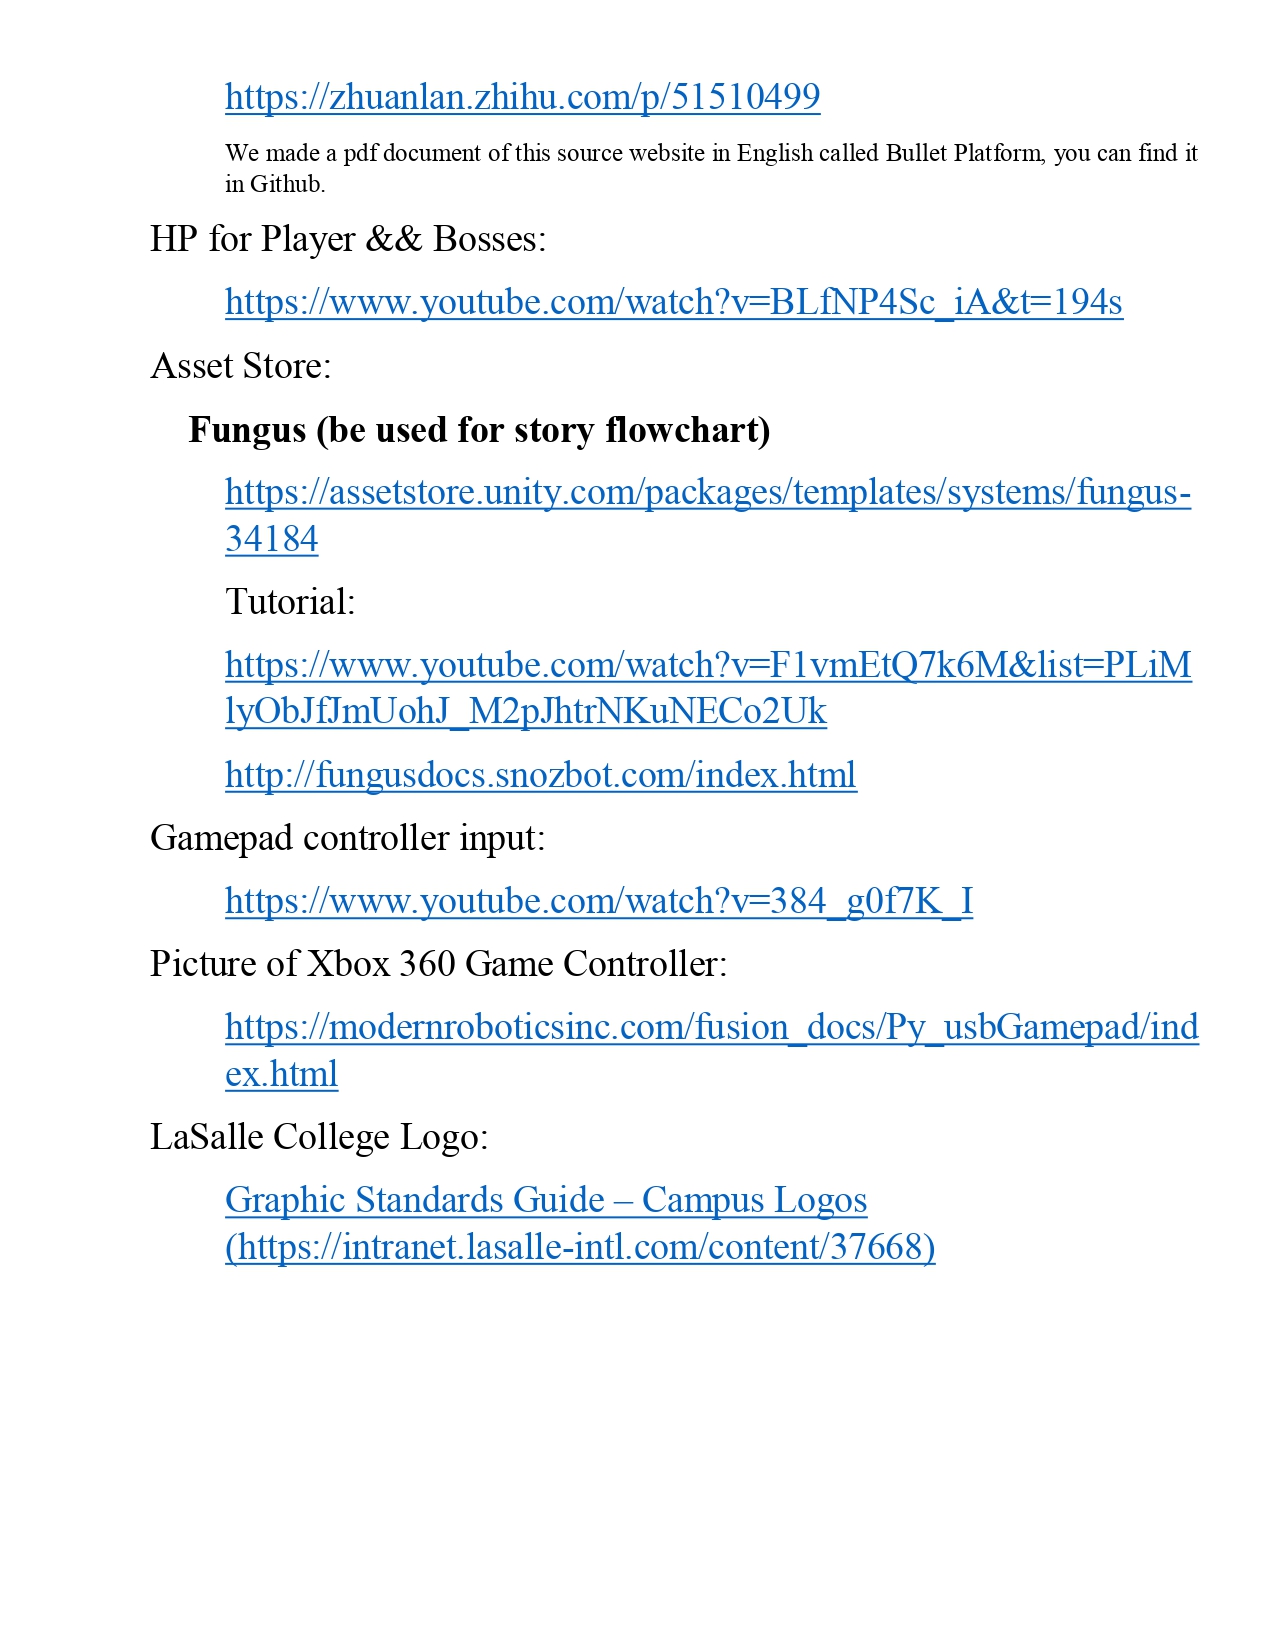 https://zhuanlan.zhihu.com/p/51510499
We made a pdf document of this source website in English called Bullet Platform, you can find it
in Github.
HP for Player && Bosses:
https://www.youtube.com/watch?v=BLfNP4Sc_iA&t=194s
Asset Store:
Fungus (be used for story flowchart)
https://assetstore.unity.com/packages/templates/systems/fungus-
34184
Tutorial:
https://www.youtube.com/watch?v=F1vmEtQ7k6M&list=PLiM
lyObJfJmUohJ_M2pJhtrNKuNECo2Uk
http://fungusdocs.snozbot.com/index.html
Gamepad controller input:
https://www.youtube.com/watch?v=384_g0f7K_I
Picture of Xbox 360 Game Controller:
https://modernroboticsinc.com/fusion_docs/Py_usbGamepad/ind
ex.html
LaSalle College Logo:
Graphic Standards Guide – Campus Logos
(https://intranet.lasalle-intl.com/content/37668)